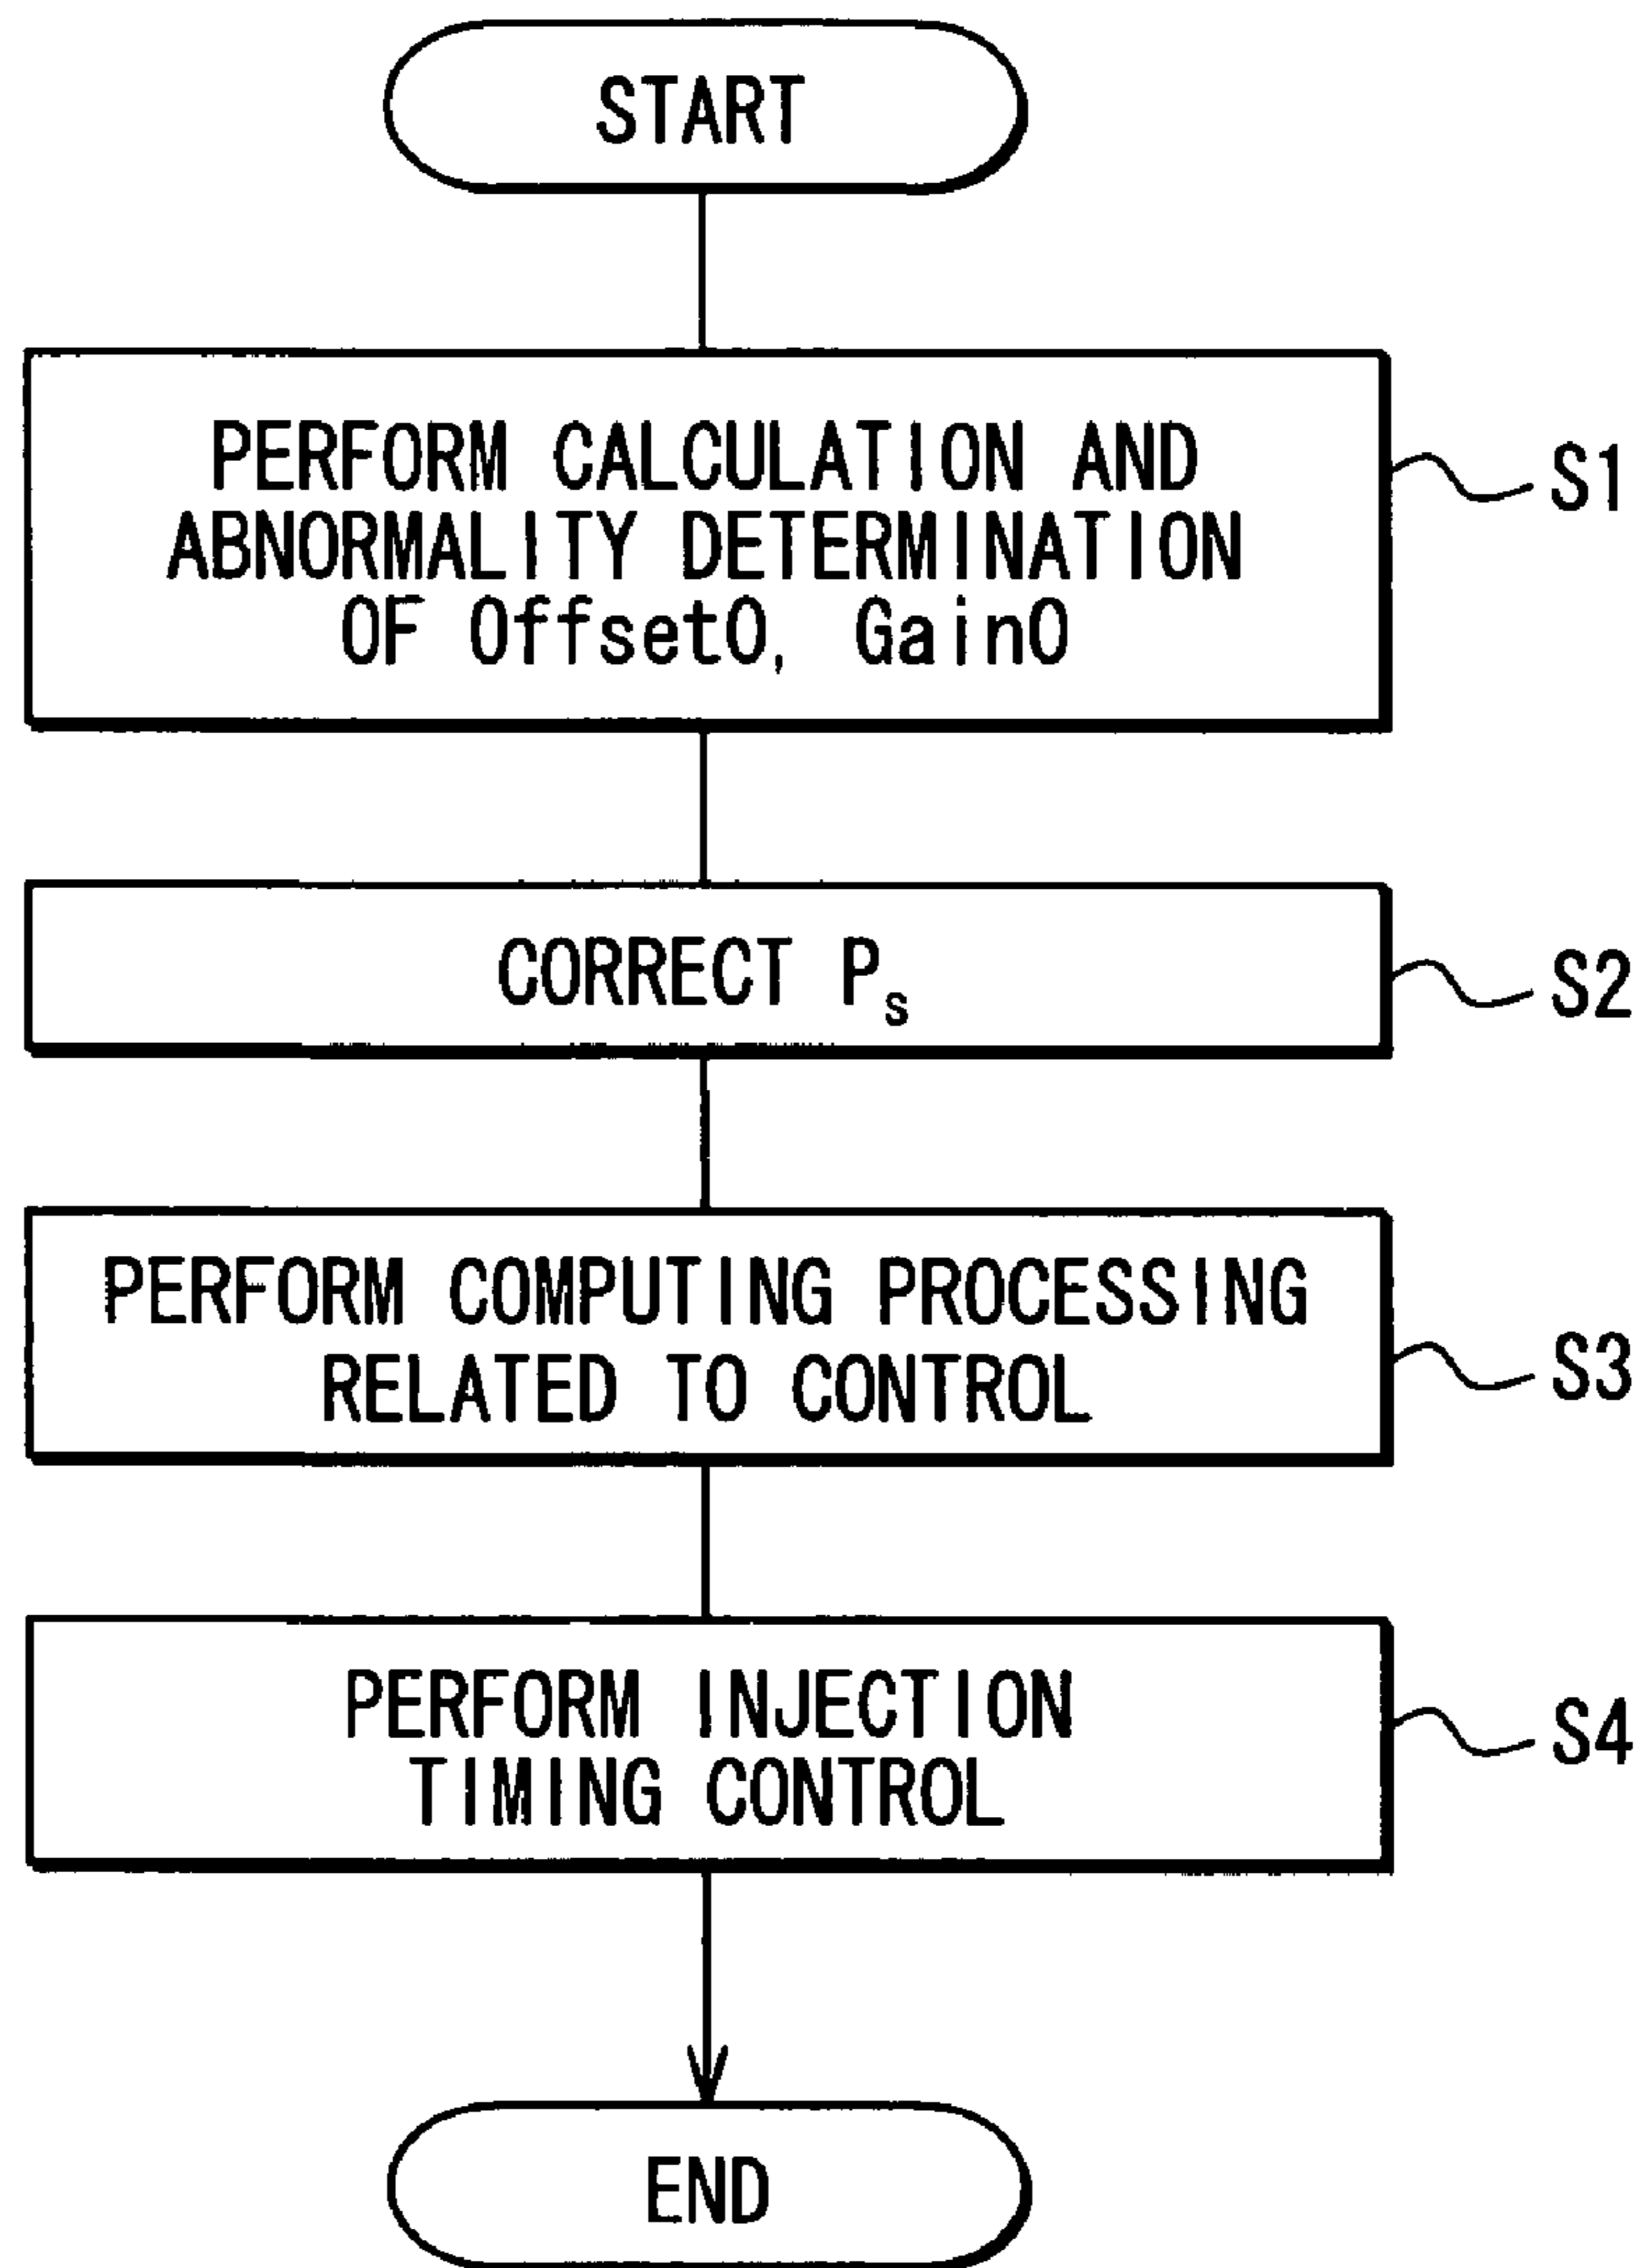 START
PERFORM CALCULATION AND
ABNORMALITY DETERMINATION
OF Offset0, Gain0
S1
CORRECT Ps
S2
PERFORM COMPUTING PROCESSING
RELATED TO CONTROL
S3
PERFORM INJECTION
TIMING CONTROL
S4
END